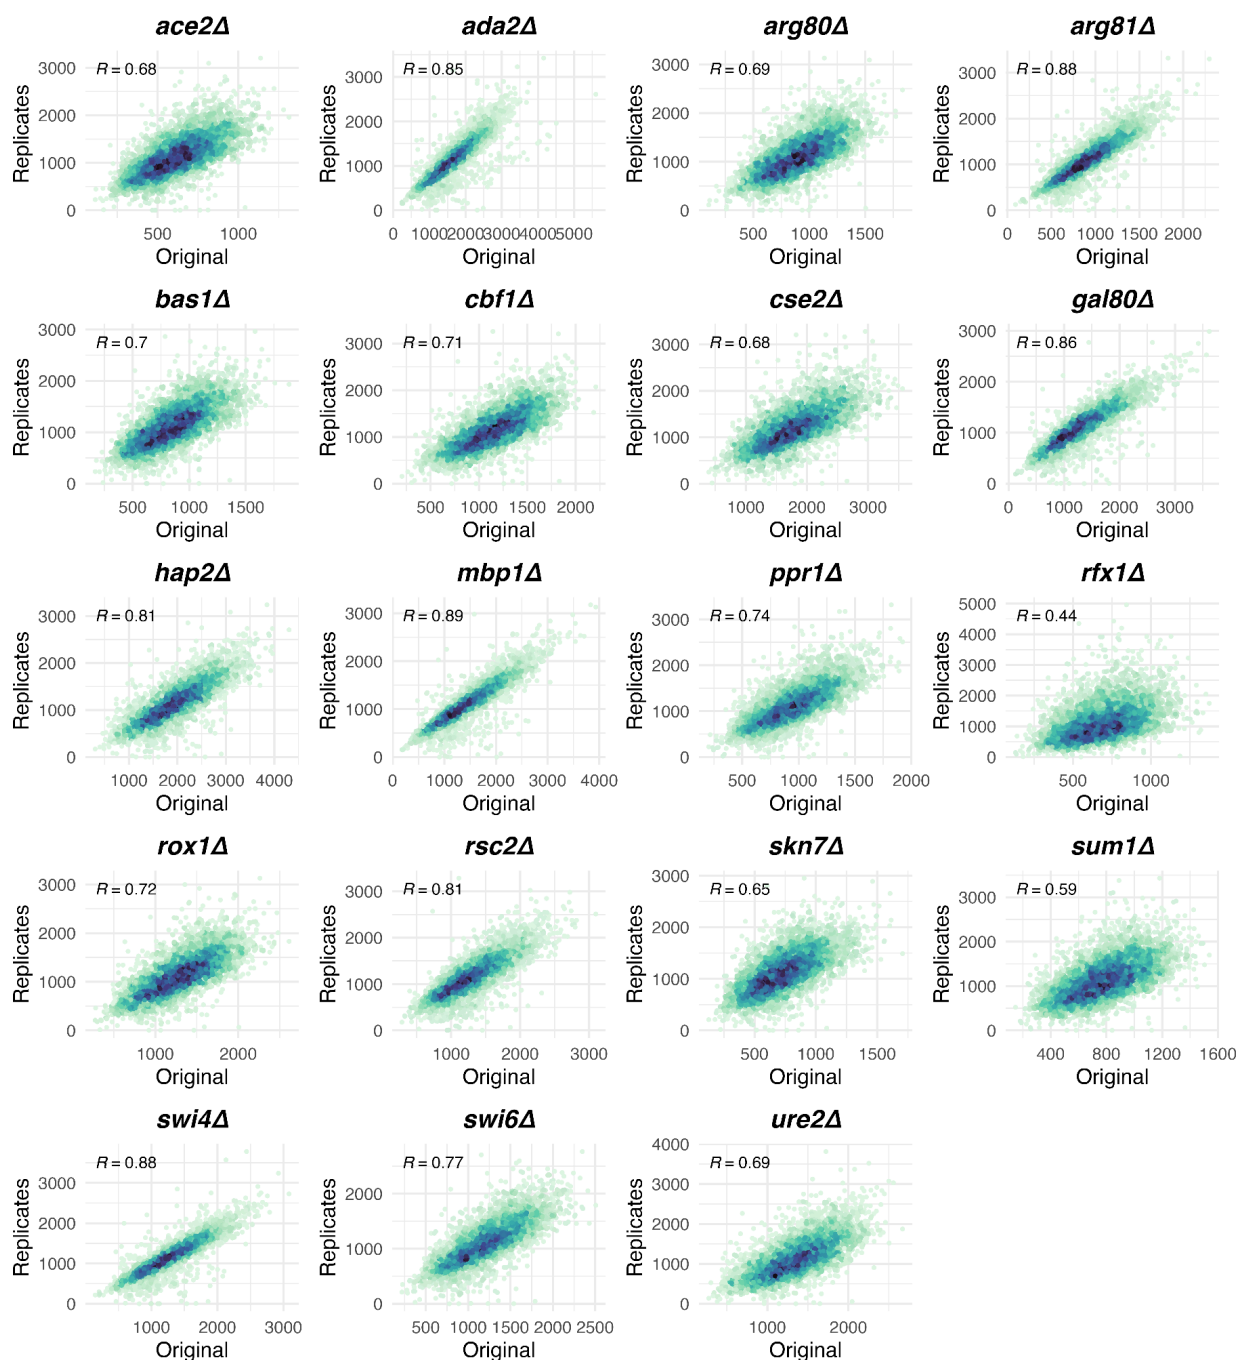 ace2Δ ada2Δ arg80Δ arg81Δ
R = 0.68 R = 0.85 R = 0.69 R = 0.88
3000 3000 3000 3000
2000 2000 2000 2000
1000 1000 1000 1000
0 0 0 0
Replicates Replicates Replicates Replicates
500 1000 0 1000 2000 3000 4000 5000 500 1000 1500 0 500 1000 1500 2000
Original Original Original Original
bas1Δ cbf1Δ cse2Δ gal80Δ
R = 0.7 R = 0.71 R = 0.68 R = 0.86
3000 3000 3000 3000
2000 2000 2000 2000
1000 1000 1000 1000
0 0 0 0
Replicates Replicates Replicates Replicates
500 1000 1500 500 1000 1500 2000 1000 2000 3000 0 1000 2000 3000
Original Original Original Original
hap2Δ mbp1Δ ppr1Δ rfx1Δ
R = 0.81 R = 0.89 R = 0.74 R = 0.44
5000
4000
3000 3000 3000 3000
2000 2000 2000 2000
1000 1000 1000 1000
0 0 0 0
Replicates Replicates Replicates Replicates
1000 2000 3000 4000 0 1000 2000 3000 4000 500 1000 1500 2000 500 1000
Original Original Original Original
rox1Δ rsc2Δ skn7Δ sum1Δ
R = 0.72 R = 0.81 R = 0.65 R = 0.59
3000 3000 3000 3000
2000 2000 2000 2000
1000 1000 1000 1000
0 0 0 0
Replicates Replicates Replicates Replicates
1000 2000 1000 2000 3000 500 1000 1500 400 800 1200 1600
Original Original Original Original
swi4Δ swi6Δ ure2Δ
R = 0.88 R = 0.77 R = 0.69
4000
3000 3000
2000 2000 2000
1000 1000 1000
0 0 0
Replicates Replicates Replicates
1000 2000 3000 500 1000 1500 2000 2500 1000 2000
Original Original Original